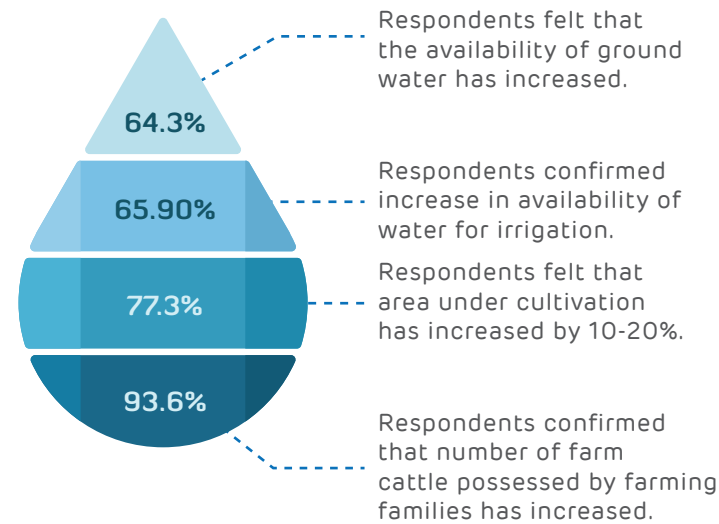 Respondents felt that
the availability of ground
water has increased.
64.3%
Respondents confirmed
increase in availability of
water for irrigation.
65.90%
Respondents felt that
area under cultivation
has increased by 10-20%.
77.3%
93.6%
Respondents confirmed
that number of farm
cattle possessed by farming
families has increased.